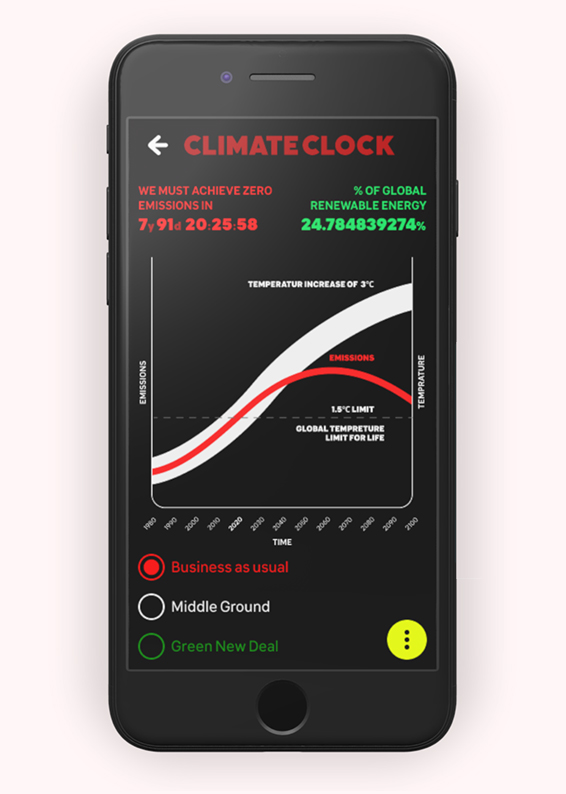 CLIMATE CLOCK
WE MUST ACHIEVE ZERO
EMISSIONS IN
7y 91d 20:25:58
% OF GLOBAL
RENEWABLE ENERGY
24.784839274%
TEMPERATUR INCREASE OF 3°C
EMISSIONS
EMISSIONS
TEMPRATURE
1.5°C LIMIT
GLOBAL TEMPRETURE
LIMIT FOR LIFE
1980 1990 2000 2010 2020 2030 2040 2050 2060 2070 2080 2090 2100
TIME
Business as usual
Middle Ground
Green New Deal